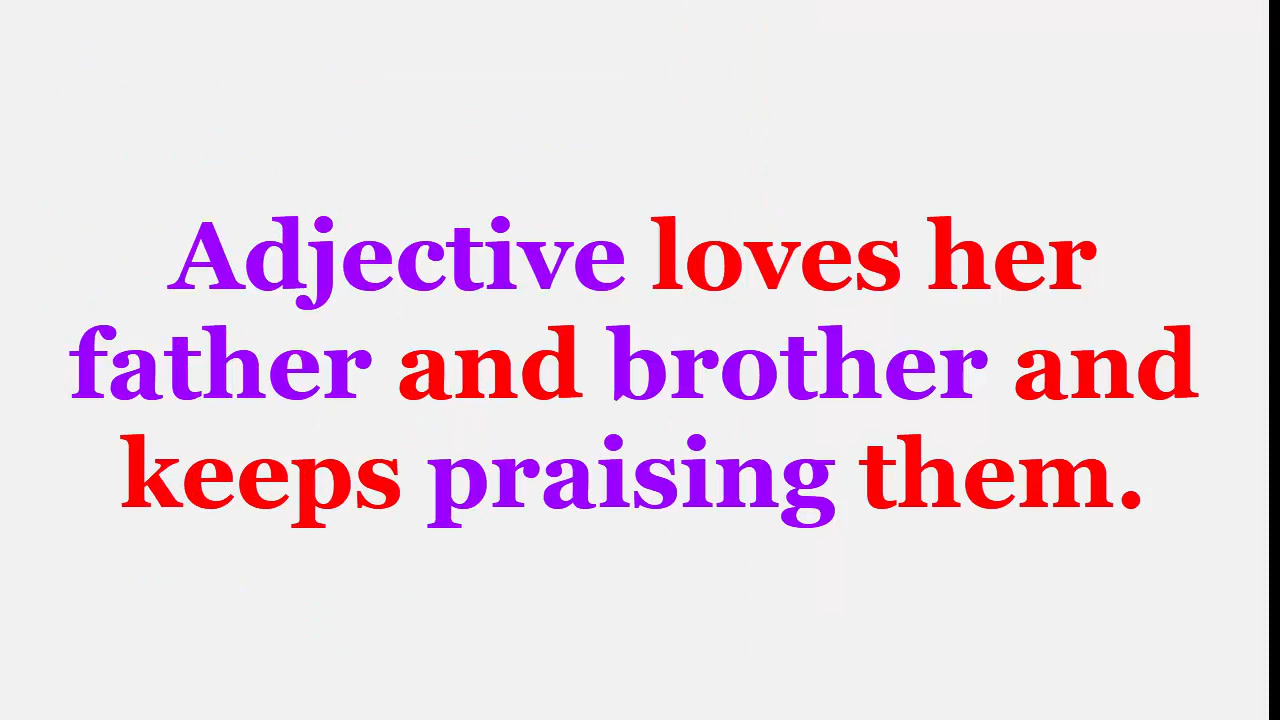 Adjective loves her
father and brother and
keeps praising them.